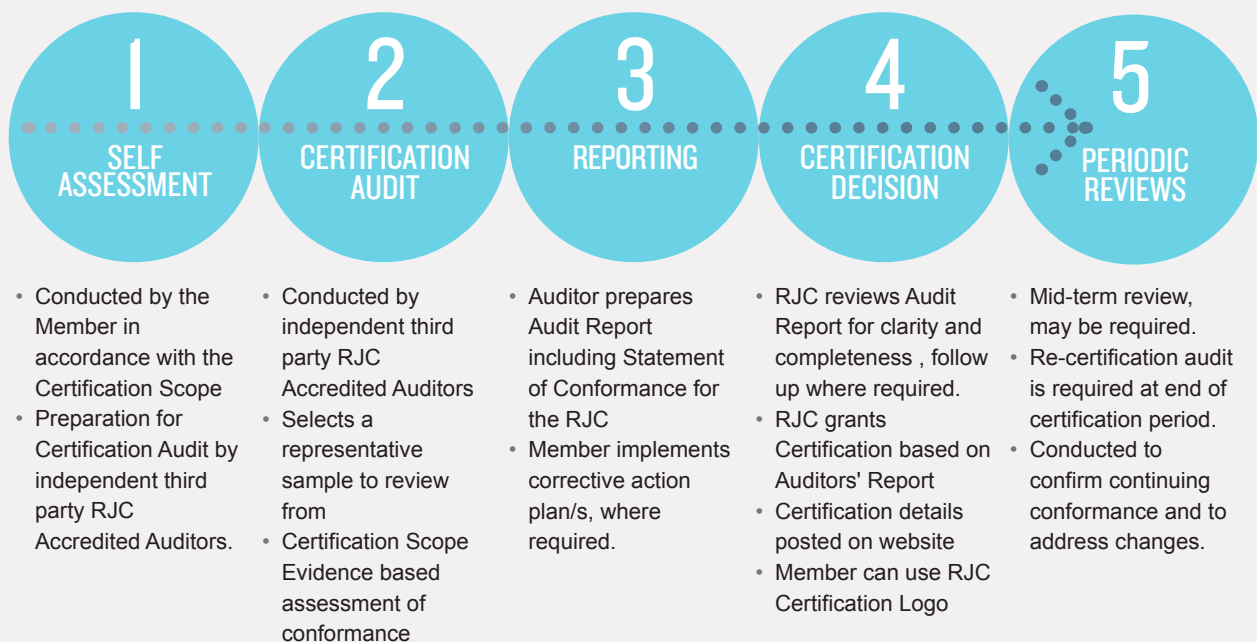 1
SELF
ASSESSMENT
• Conducted by the
Member in
accordance with the
Certification Scope
• Preparation for
Certification Audit by
independent third
party RJC
Accredited Auditors.
2
CERTIFICATION
AUDIT
• Conducted by
independent third
party RJC
Accredited Auditors
• Selects a
representative
sample to review
from
• Certification Scope
Evidence based
assessment of
conformance
3
REPORTING
• Auditor prepares
Audit Report
including Statement
of Conformance for
the RJC
• Member implements
corrective action
plan/s, where
required.
4
CERTIFICATION
DECISION
• RJC reviews Audit
Report for clarity and
completeness , follow
up where required.
• RJC grants
Certification based on
Auditors' Report
• Certification details
posted on website
• Member can use RJC
Certification Logo
5
PERIODIC
REVIEWS
• Mid-term review,
may be required.
• Re-certification audit
is required at end of
certification period.
• Conducted to
confirm continuing
conformance and to
address changes.